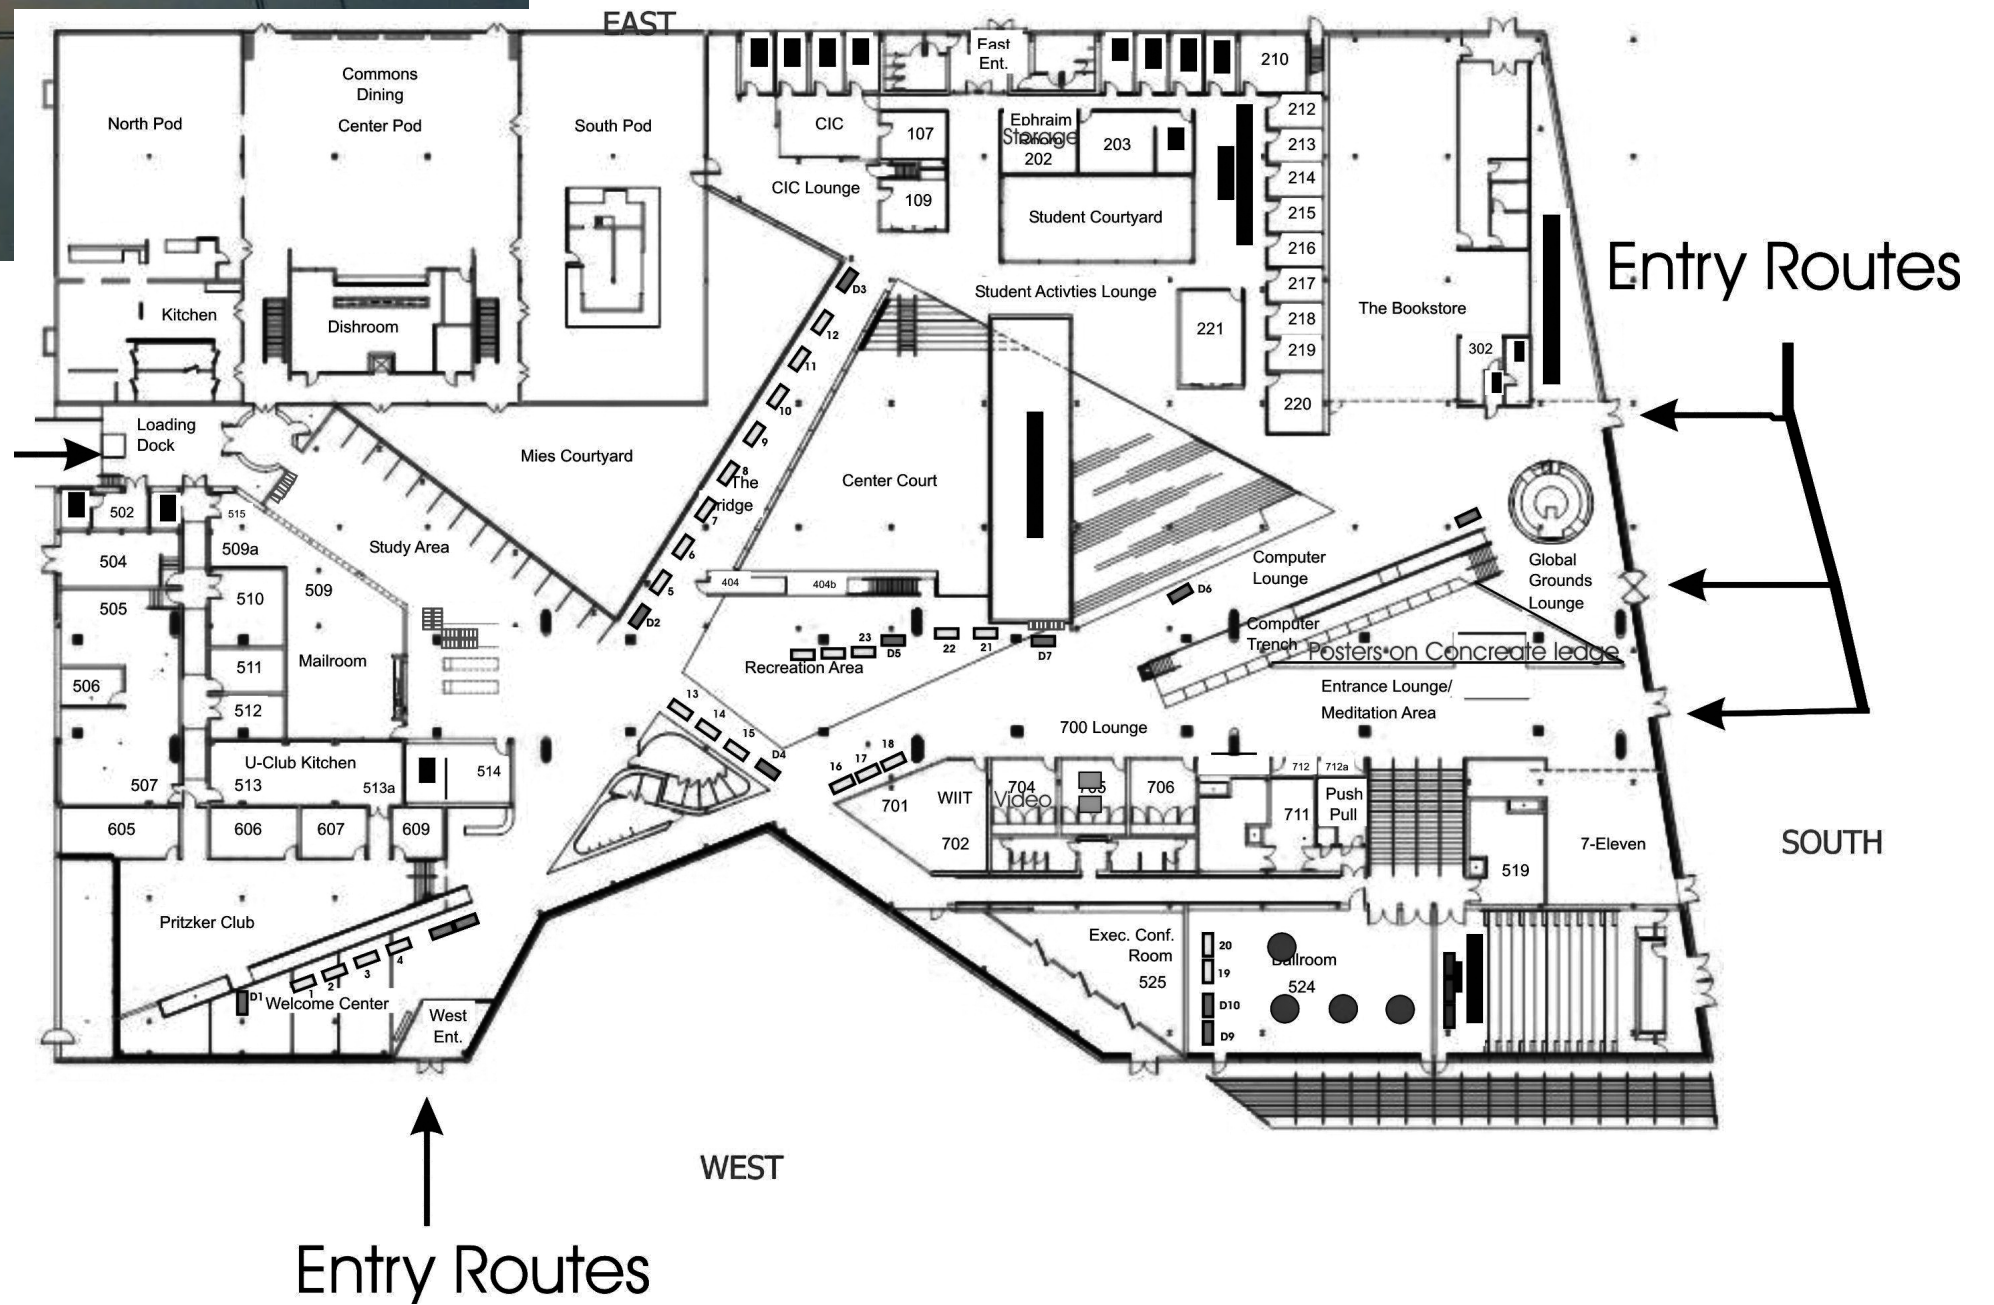 EAST
North Pod
Commons
Dining
Center Pod
South Pod
East
Ent.
210
CIC
107
CIC Lounge
109
Ephraim
Storage
202
203
Student Courtyard
212
213
214
215
216
217
218
219
220
221
Student Activties Lounge
The Bookstore
302
Entry Routes
Kitchen
Dishroom
Loading
Dock
Mies Courtyard
D3
12
11
10
9
8
The
ridge
7
6
5
D2
Center Court
404
404b
Study Area
502
515
504
509a
509
505
510
511
506
512
Mailroom
U-Club Kitchen
507
513
513a
514
Computer
Lounge
Global
Grounds
Lounge
D6
Computer
Trench
Posters on Concreate ledge
Entrance Lounge/
Meditation Area
23
D5
22
21
D7
Recreation Area
13
14
15
D4
16
17
18
700 Lounge
701
WIIT
702
704
Video
706
712
712a
711
Push
Pull
519
7-Eleven
SOUTH
605
606
607
609
Pritzker Club
D1
1
2
3
4
Welcome Center
West
Ent.
Exec. Conf.
Room
525
20
19
D10
D9
Ballroom
524
WEST
Entry Routes